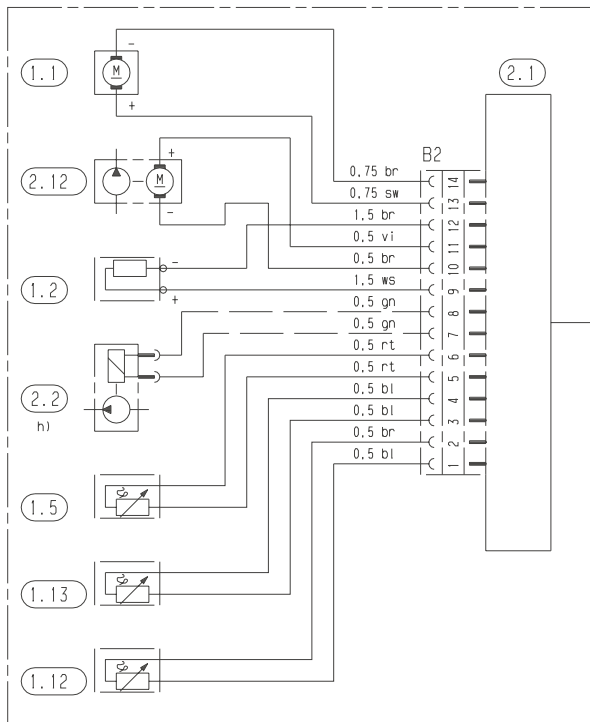 1.1
M
-
+
2.1
B2
2.12
M
+
-
1.2
-
+
2.2
h)
1.5
1.13
1.12
0,75 br 14
0,75 sw 13
1,5 br 12
0,5 vi 11
0,5 br 10
1,5 ws 9
0,5 gn 8
0,5 gn 7
0,5 rt 6
0,5 rt 5
0,5 bl 4
0,5 bl 3
0,5 br 2
0,5 bl 1